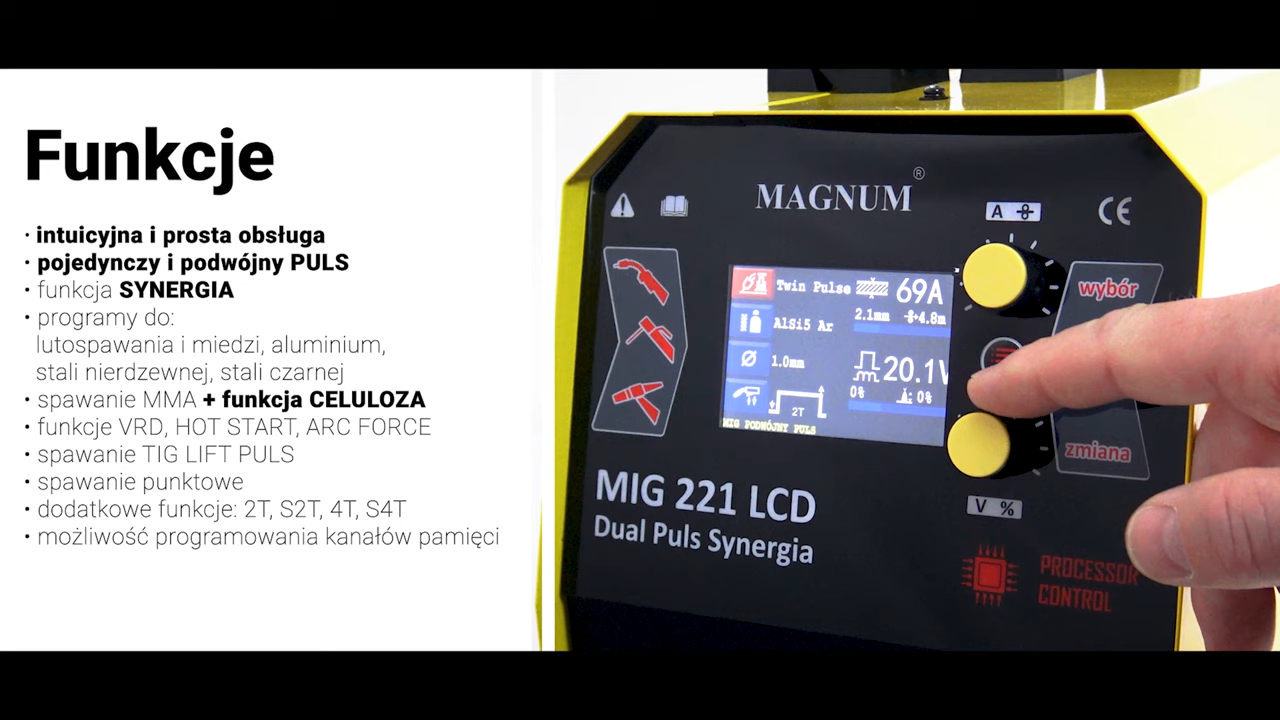 Funkcje
• intuicyjna i prosta obsługa
• pojedynczy i podwójny PULS
• funkcja SYNERGIA
• programy do:
lutospawania i miedzi, aluminium,
stali nierdzewnej, stali czarnej
• spawanie MMA + funkcja CELULOZA
• funkcje VRD, HOT START, ARC FORCE
• spawanie TIG LIFT PULS
• spawanie punktowe
• dodatkowe funkcje: 2T, S2T, 4T, S4T
• możliwość programowania kanałów pamięci
MAGNUM®
A
CE
wybór
Twin Pulse 69A
2.1mm 4.8m
AlSi5 Ar
1.0mm 20.1V
0% 0%
2T
MIG PODWÓJNY PULS
zmiana
V %
MIG 221 LCD
Dual Puls Synergia
PROCESSOR
CONTROL